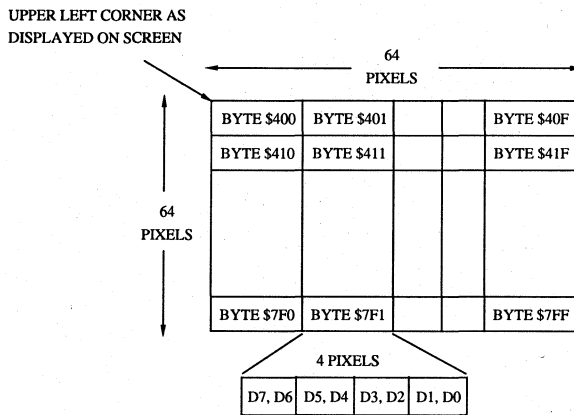 UPPER LEFT CORNER AS
DISPLAYED ON SCREEN
64
PIXELS
BYTE $400 BYTE $401 BYTE $40F
BYTE $410 BYTE $411 BYTE $41F
64
PIXELS
BYTE $7F0 BYTE $7F1 BYTE $7FF
4 PIXELS
D7, D6 D5, D4 D3, D2 D1, D0